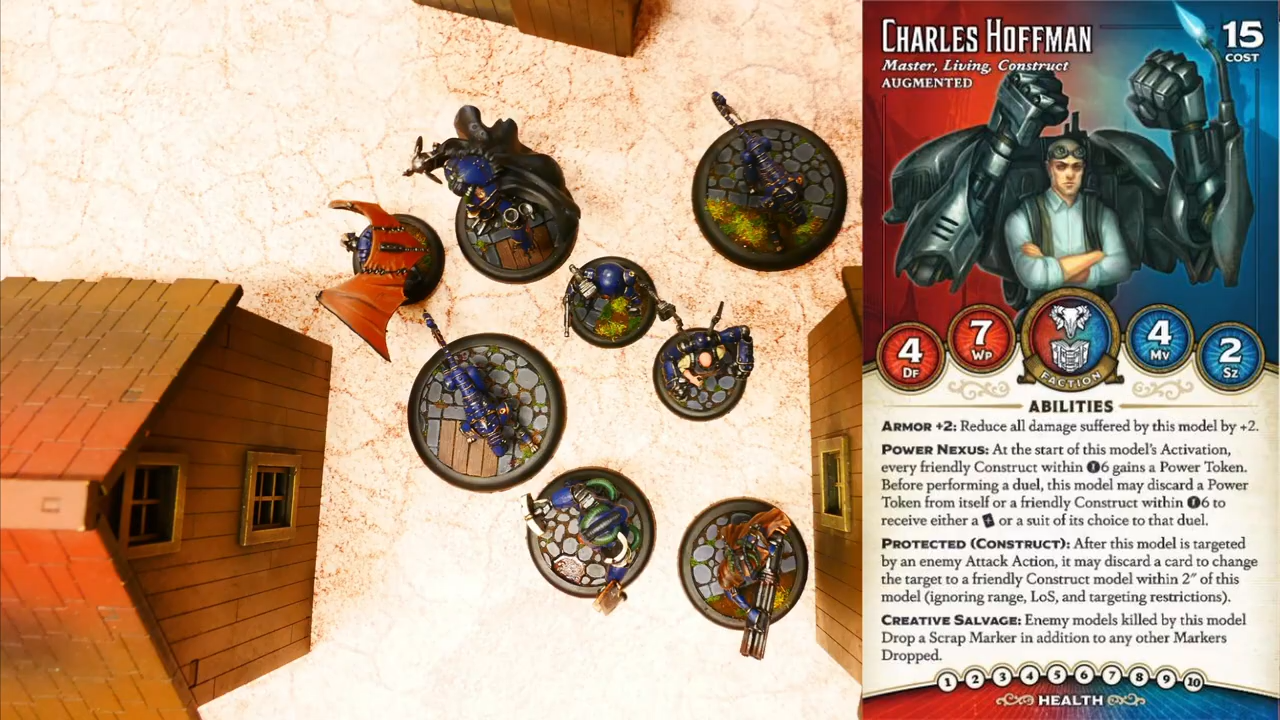 CHARLES HOFFMAN
15
COST
Master, Living, Construct
AUGMENTED
4
DF
7
WP
FACTION
4
MV
2
SZ
ABILITIES
ARMOR +2: Reduce all damage suffered by this model by +2.
POWER NEXUS: At the start of this model's Activation,
every friendly Construct within 6 gains a Power Token.
Before performing a duel, this model may discard a Power
Token from itself or a friendly Construct within 6 to
receive either a or a suit of its choice to that duel.
PROTECTED (CONSTRUCT): After this model is targeted
by an enemy Attack Action, it may discard a card to change
the target to a friendly Construct model within 2″ of this
model (ignoring range, LoS, and targeting restrictions).
CREATIVE SALVAGE: Enemy models killed by this model
Drop a Scrap Marker in addition to any other Markers
Dropped.
1 2 3 4 5 6 7 8 9 10
HEALTH